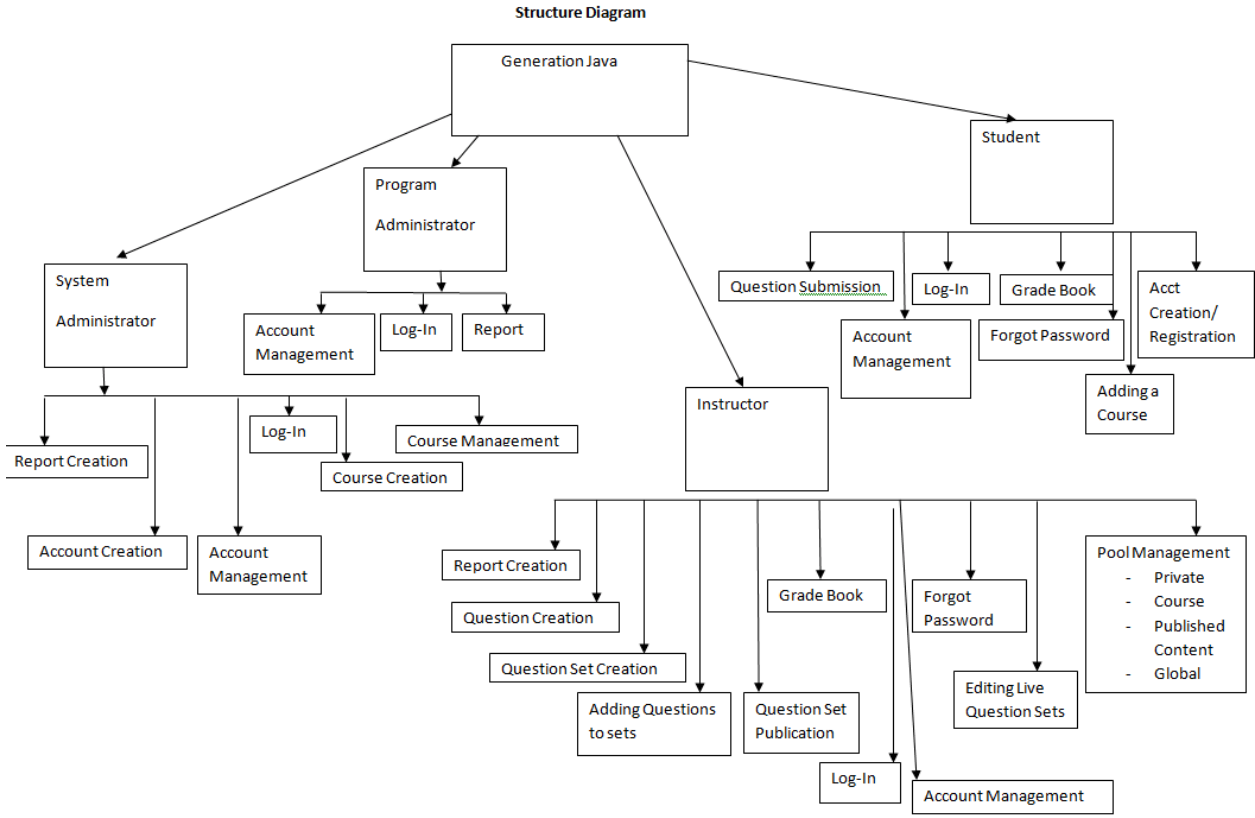 Structure Diagram
Generation Java
Student
Program
Administrator
System
Administrator
Question Submission
Log-In
Grade Book
Acct
Creation/
Registration
Account
Management
Log-In
Report
Account
Management
Forgot Password
Adding a
Course
Instructor
Log-In
Course Management
Report Creation
Course Creation
Account Creation
Account
Management
Report Creation
Question Creation
Question Set Creation
Adding Questions
to sets
Question Set
Publication
Grade Book
Log-In
Account Management
Forgot
Password
Editing Live
Question Sets
Pool Management
- Private
- Course
- Published
Content
- Global